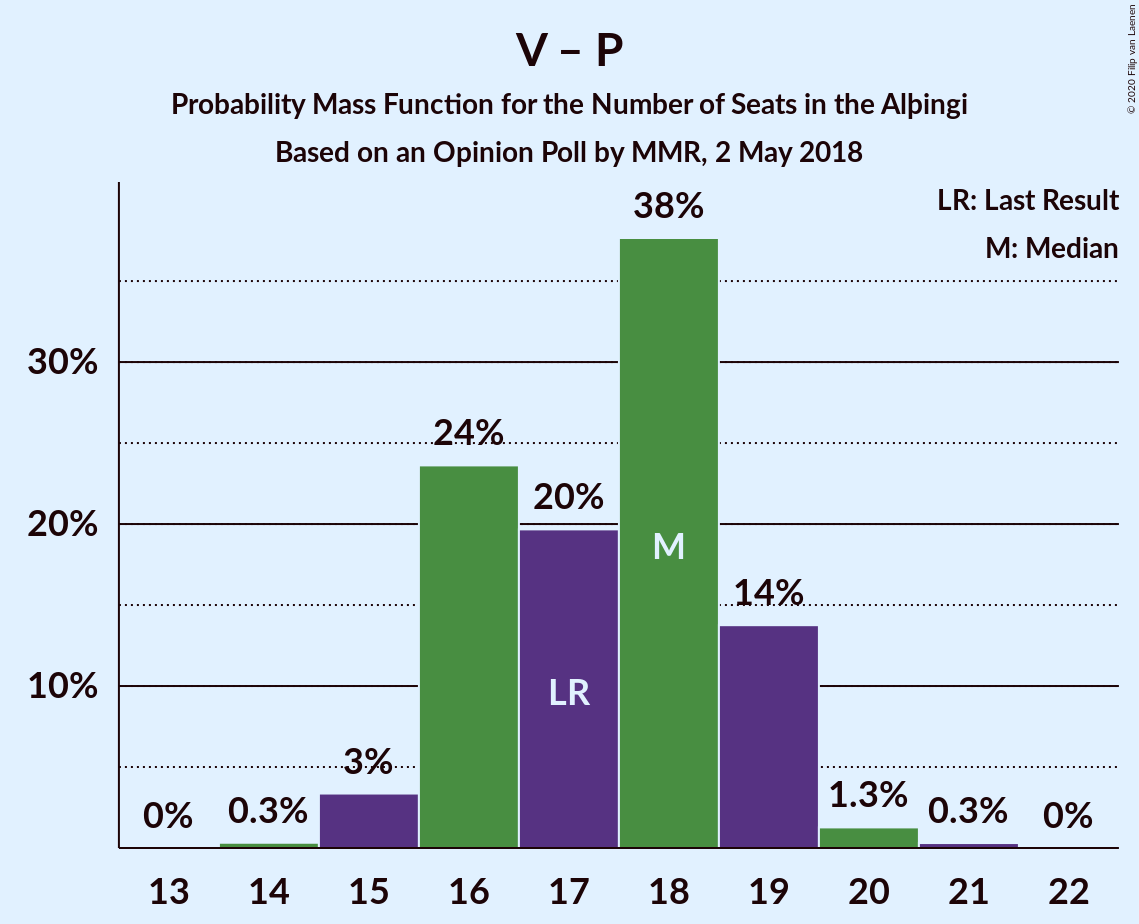 V – P
Probability Mass Function for the Number of Seats in the Alþingi
Based on an Opinion Poll by MMR, 2 May 2018
© 2020 Filip van Laenen
LR: Last Result
M: Median
38%
30%
24%
20%
20%
M
14%
10%
LR
3%
0%
0.3%
1.3%
0.3%
0%
13 14 15 16 17 18 19 20 21 22